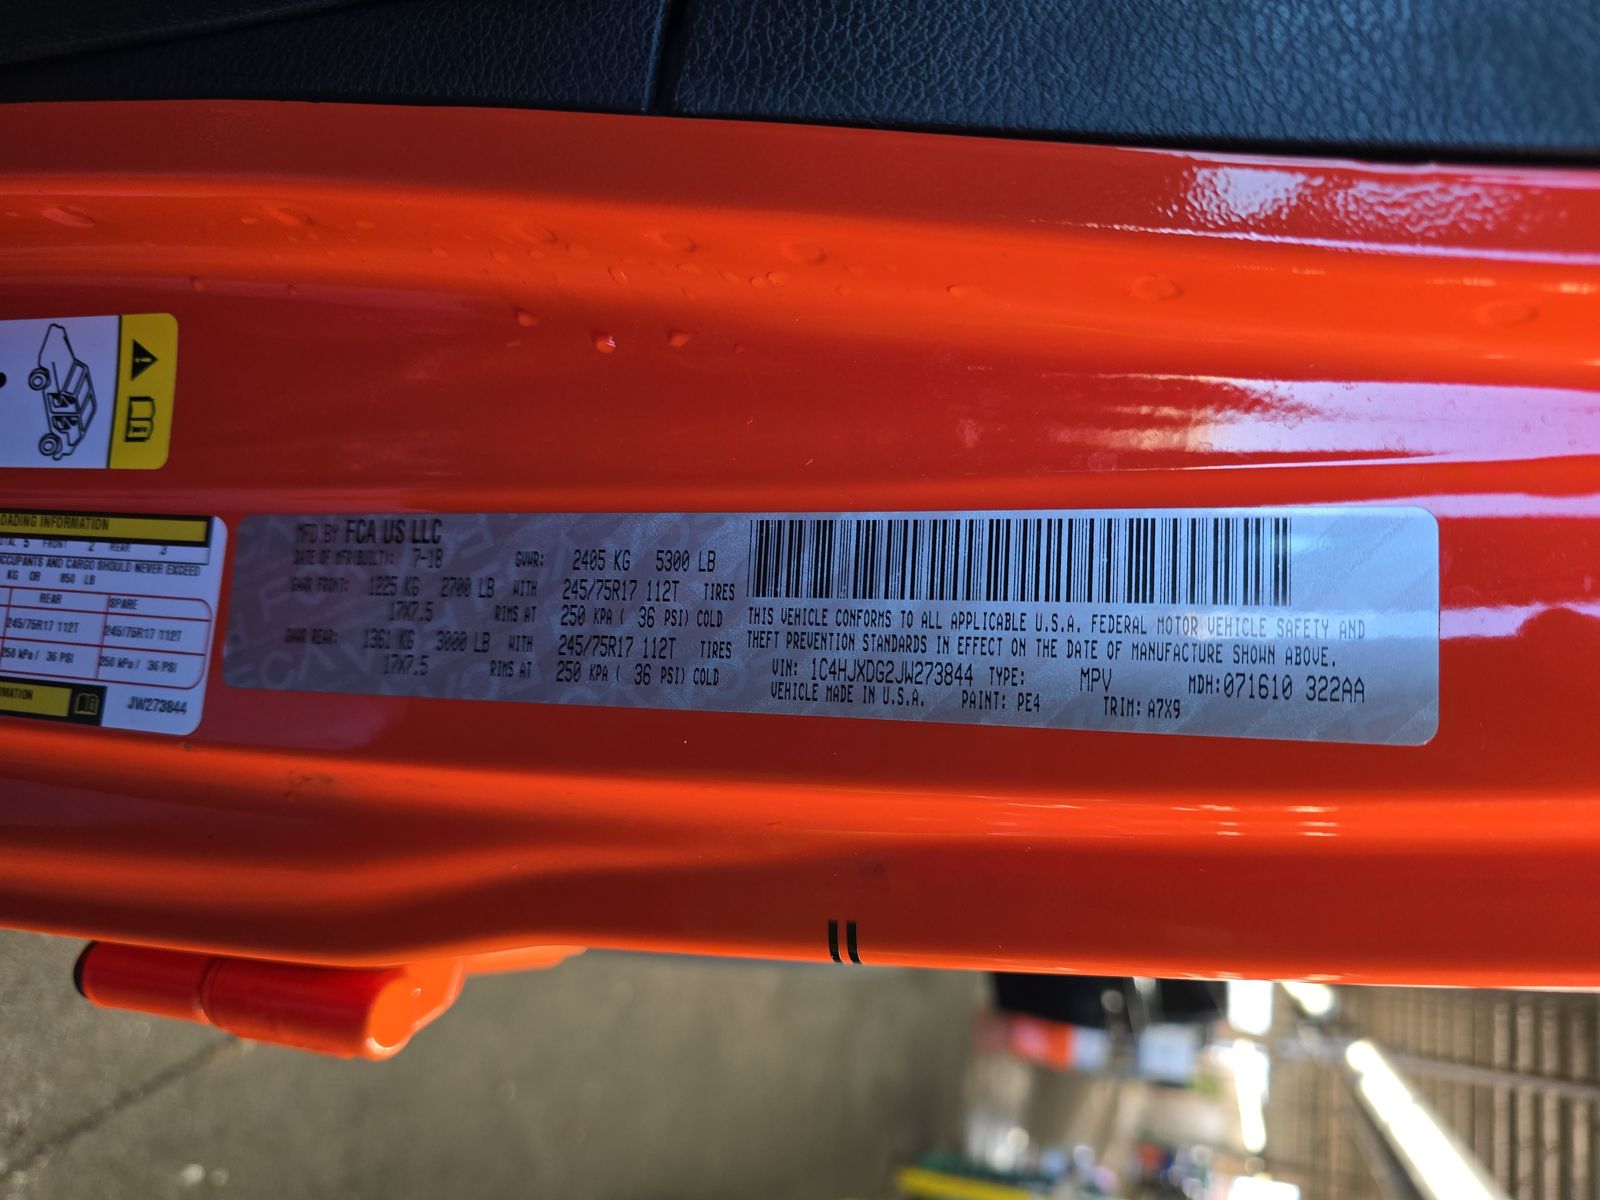 LOADING INFORMATION
TOTAL 5 FRONT 2 REAR 3
OCCUPANTS AND CARGO SHOULD NEVER EXCEED
KG OR 850 LB
REAR SPARE
245/75R17 112T 245/75R17 112T
250 kPa / 36 PSI 250 kPa / 36 PSI
JW273844
MFD BY FCA US LLC
DATE OF MFR(BUILT): 7-18 GVWR: 2405 KG 5300 LB
GAWR FRONT: 1225 KG 2700 LB WITH 245/75R17 112T TIRES
17X7.5 RIMS AT 250 KPA ( 36 PSI) COLD
GAWR REAR: 1361 KG 3000 LB WITH 245/75R17 112T TIRES
17X7.5 RIMS AT 250 KPA ( 36 PSI) COLD
THIS VEHICLE CONFORMS TO ALL APPLICABLE U.S.A. FEDERAL MOTOR VEHICLE SAFETY AND
THEFT PREVENTION STANDARDS IN EFFECT ON THE DATE OF MANUFACTURE SHOWN ABOVE.
VIN: 1C4HJXDG2JW273844 TYPE: MPV MDH:071610 322AA
VEHICLE MADE IN U.S.A. PAINT: PE4 TRIM: A7X9